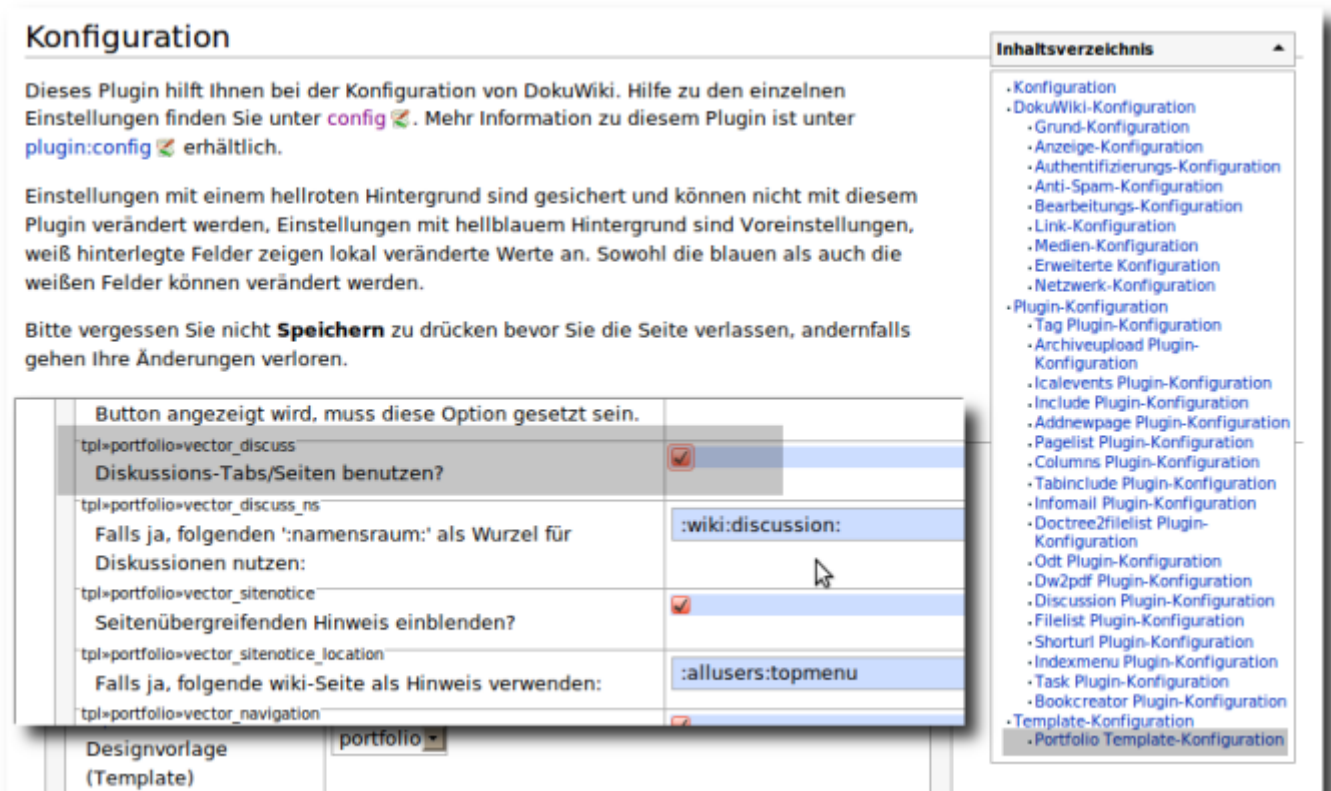 Konfiguration
Dieses Plugin hilft Ihnen bei der Konfiguration von DokuWiki. Hilfe zu den einzelnen
Einstellungen finden Sie unter config. Mehr Information zu diesem Plugin ist unter
plugin:config erhältlich.
Einstellungen mit einem hellroten Hintergrund sind gesichert und können nicht mit diesem
Plugin verändert werden, Einstellungen mit hellblauem Hintergrund sind Voreinstellungen,
weiß hinterlegte Felder zeigen lokal veränderte Werte an. Sowohl die blauen als auch die
weißen Felder können verändert werden.
Bitte vergessen Sie nicht Speichern zu drücken bevor Sie die Seite verlassen, andernfalls
gehen Ihre Änderungen verloren.
Button angezeigt wird, muss diese Option gesetzt sein.
tpl»portfolio»vector_discuss
Diskussions-Tabs/Seiten benutzen?
tpl»portfolio»vector_discuss_ns
Falls ja, folgenden ':namensraum:' als Wurzel für
Diskussionen nutzen:
:wiki:discussion:
tpl»portfolio»vector_sitenotice
Seitenübergreifenden Hinweis einblenden?
tpl»portfolio»vector_sitenotice_location
Falls ja, folgende wiki-Seite als Hinweis verwenden:
:allusers:topmenu
tpl»portfolio»vector_navigation
Designvorlage
(Template)
portfolio
Inhaltsverzeichnis
Konfiguration
DokuWiki-Konfiguration
Grund-Konfiguration
Anzeige-Konfiguration
Authentifizierungs-Konfiguration
Anti-Spam-Konfiguration
Bearbeitungs-Konfiguration
Link-Konfiguration
Medien-Konfiguration
Erweiterte Konfiguration
Netzwerk-Konfiguration
Plugin-Konfiguration
Tag Plugin-Konfiguration
Archiveupload Plugin-
Konfiguration
Icalevents Plugin-Konfiguration
Include Plugin-Konfiguration
Addnewpage Plugin-Konfiguration
Pagelist Plugin-Konfiguration
Columns Plugin-Konfiguration
Tabinclude Plugin-Konfiguration
Infomail Plugin-Konfiguration
Doctree2filelist Plugin-
Konfiguration
Odt Plugin-Konfiguration
Dw2pdf Plugin-Konfiguration
Discussion Plugin-Konfiguration
Filelist Plugin-Konfiguration
Shorturl Plugin-Konfiguration
Indexmenu Plugin-Konfiguration
Task Plugin-Konfiguration
Bookcreator Plugin-Konfiguration
Template-Konfiguration
Portfolio Template-Konfiguration